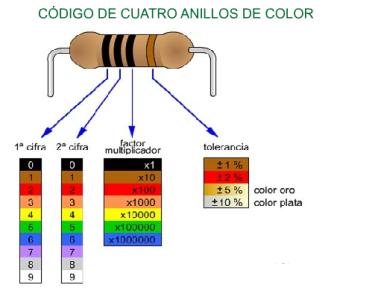 CÓDIGO DE CUATRO ANILLOS DE COLOR
1ª cifra 2ª cifra factor multiplicador tolerancia
0 0 x1 ±1 %
1 1 x10 ±2 %
2 2 x100 ±5 % color oro
3 3 x1000 ±10 % color plata
4 4 x10000
5 5 x100000
6 6 x1000000
7 7
8 8
9 9